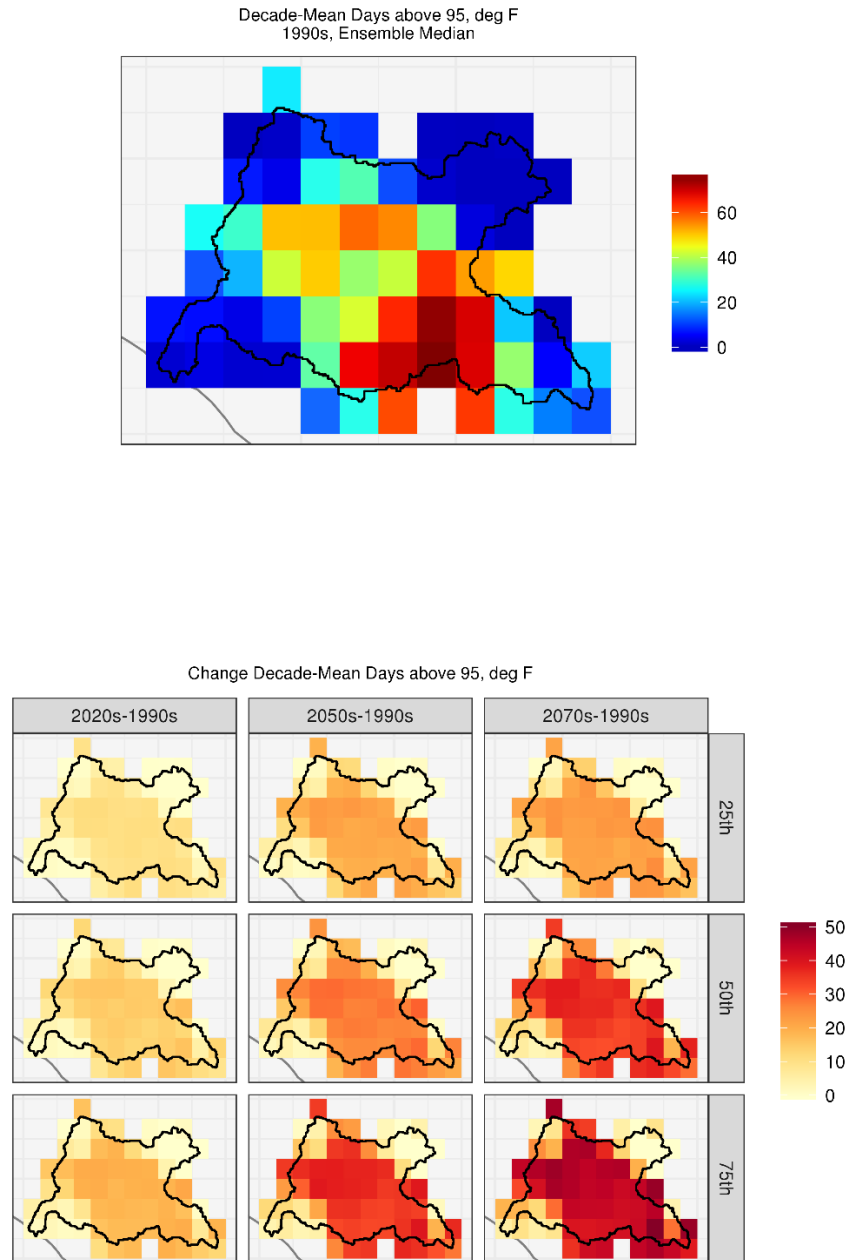 Decade-Mean Days above 95, deg F
1990s, Ensemble Median
60
40
20
0
Change Decade-Mean Days above 95, deg F
2020s-1990s
2050s-1990s
2070s-1990s
25th
50th
75th
50
40
30
20
10
0